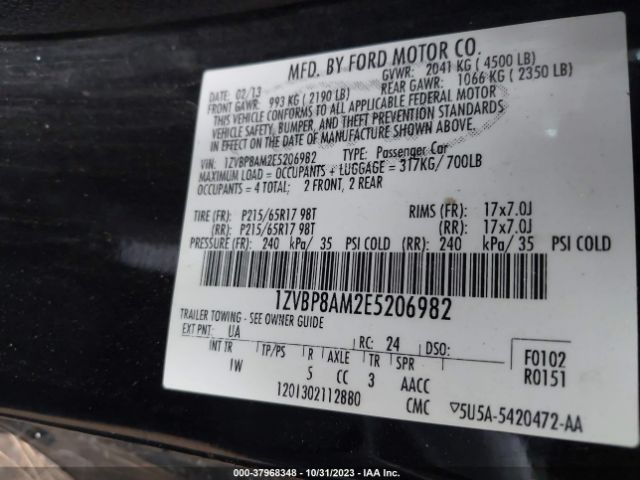 MFD. BY FORD MOTOR CO.
DATE: 02/13 GVWR: 2041 KG ( 4500 LB)
FRONT GAWR: 993 KG ( 2190 LB) REAR GAWR: 1066 KG ( 2350 LB)
THIS VEHICLE CONFORMS TO ALL APPLICABLE FEDERAL MOTOR
VEHICLE SAFETY, BUMPER, AND THEFT PREVENTION STANDARDS
IN EFFECT ON THE DATE OF MANUFACTURE SHOWN ABOVE.
VIN: 1ZVBP8AM2E5206982 TYPE: Passenger Car
MAXIMUM LOAD = OCCUPANTS + LUGGAGE = 317KG/ 700LB
OCCUPANTS = 4 TOTAL; 2 FRONT, 2 REAR
TIRE (FR): P215/65R17 98T RIMS (FR): 17x7.0J
(RR): P215/65R17 98T (RR): 17x7.0J
PRESSURE (FR): 240 kPa/ 35 PSI COLD (RR): 240 kPa/ 35 PSI COLD
1ZVBP8AM2E5206982
TRAILER TOWING - SEE OWNER GUIDE
EXT PNT: UA RC: 24 DSO: F0102
INT TR TP/PS R AXLE TR SPR R0151
IW 5 CC 3 AACC
1201302112880 CMC ▽5U5A-5420472-AA
000-37968348 - 10/31/2023 - IAA Inc.